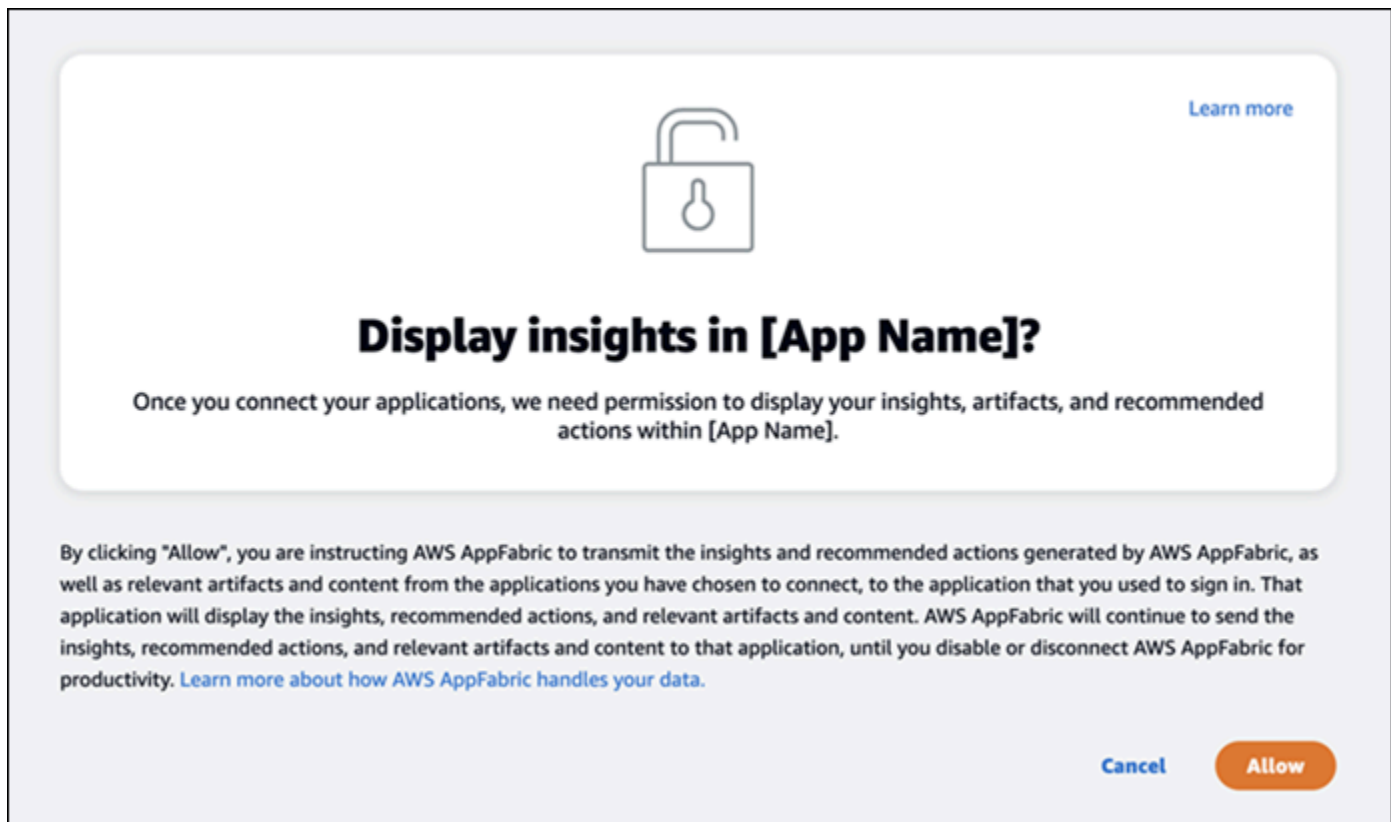 Learn more
Display insights in [App Name]?
Once you connect your applications, we need permission to display your insights, artifacts, and recommended
actions within [App Name].
By clicking "Allow", you are instructing AWS AppFabric to transmit the insights and recommended actions generated by AWS AppFabric, as
well as relevant artifacts and content from the applications you have chosen to connect, to the application that you used to sign in. That
application will display the insights, recommended actions, and relevant artifacts and content. AWS AppFabric will continue to send the
insights, recommended actions, and relevant artifacts and content to that application, until you disable or disconnect AWS AppFabric for
productivity. Learn more about how AWS AppFabric handles your data.
Cancel
Allow